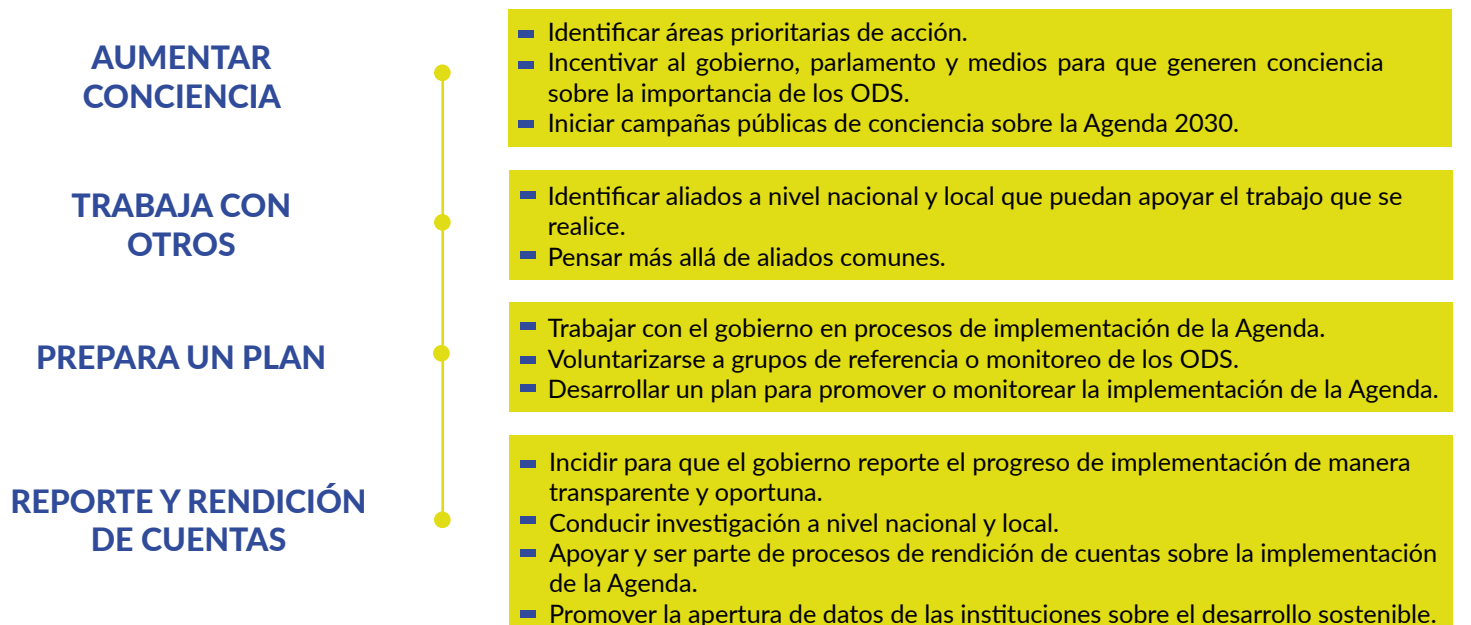 AUMENTAR
CONCIENCIA
Identificar áreas prioritarias de acción.
Incentivar al gobierno, parlamento y medios para que generen conciencia
sobre la importancia de los ODS.
Iniciar campañas públicas de conciencia sobre la Agenda 2030.
TRABAJA CON
OTROS
Identificar aliados a nivel nacional y local que puedan apoyar el trabajo que se
realice.
Pensar más allá de aliados comunes.
PREPARA UN PLAN
Trabajar con el gobierno en procesos de implementación de la Agenda.
Voluntarizarse a grupos de referencia o monitoreo de los ODS.
Desarrollar un plan para promover o monitorear la implementación de la Agenda.
REPORTE Y RENDICIÓN
DE CUENTAS
Incidir para que el gobierno reporte el progreso de implementación de manera
transparente y oportuna.
Conducir investigación a nivel nacional y local.
Apoyar y ser parte de procesos de rendición de cuentas sobre la implementación
de la Agenda.
Promover la apertura de datos de las instituciones sobre el desarrollo sostenible.